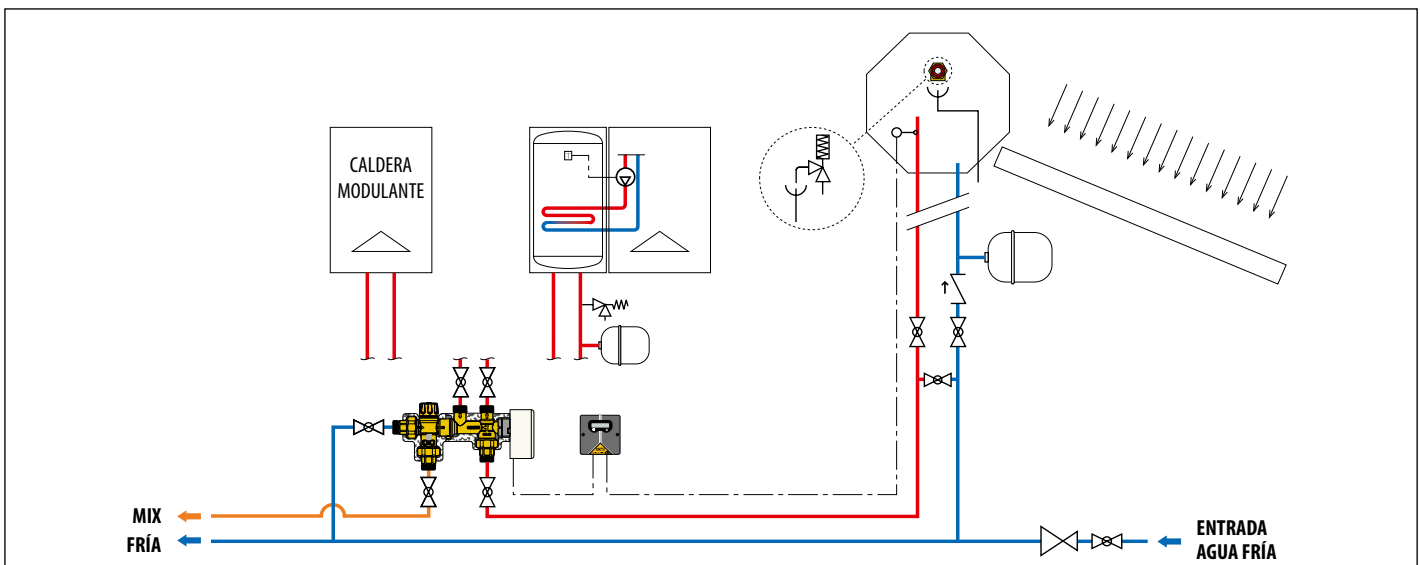 CALDERA
MODULANTE
MIX
FRÍA
ENTRADA
AGUA FRÍA